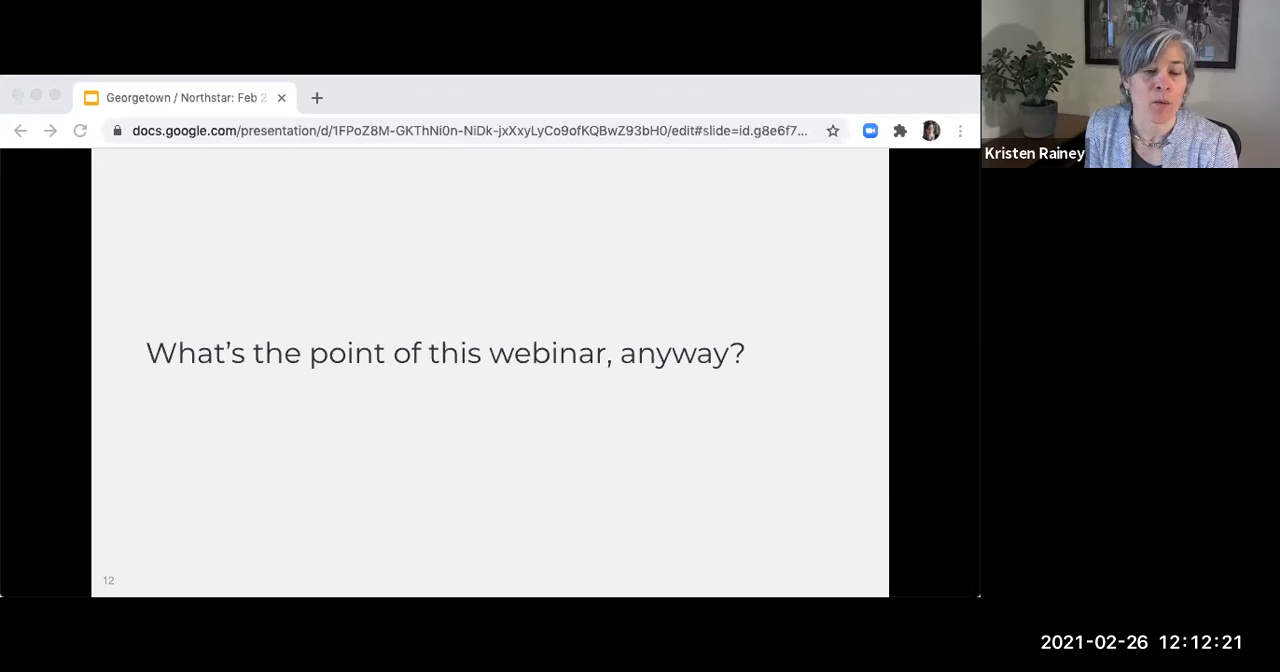 Georgetown / Northstar: Feb 2
docs.google.com/presentation/d/1FPoZ8M-GKThNi0n-NiDk-jxXxyLyCo9ofKQBwZ93bH0/edit#slide=id.g8e6f7...
Kristen Rainey
What’s the point of this webinar, anyway?
12
2021-02-26 12:12:21